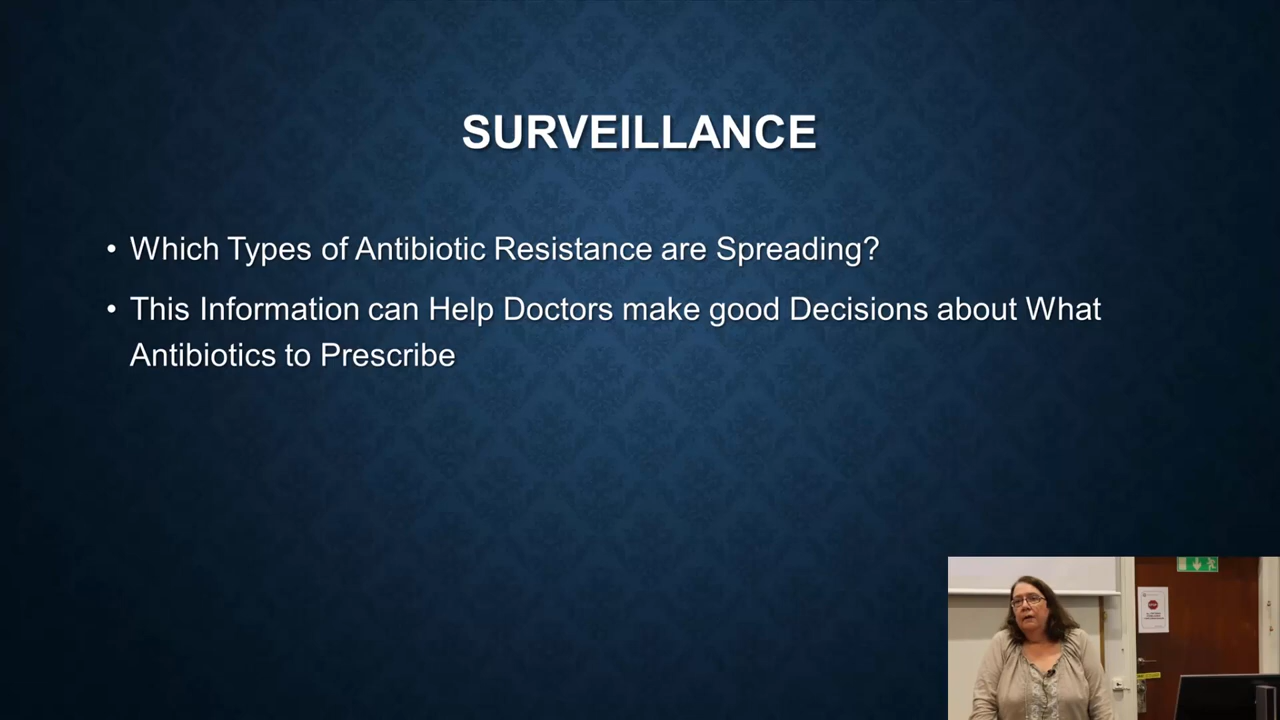 SURVEILLANCE
• Which Types of Antibiotic Resistance are Spreading?
• This Information can Help Doctors make good Decisions about What
Antibiotics to Prescribe